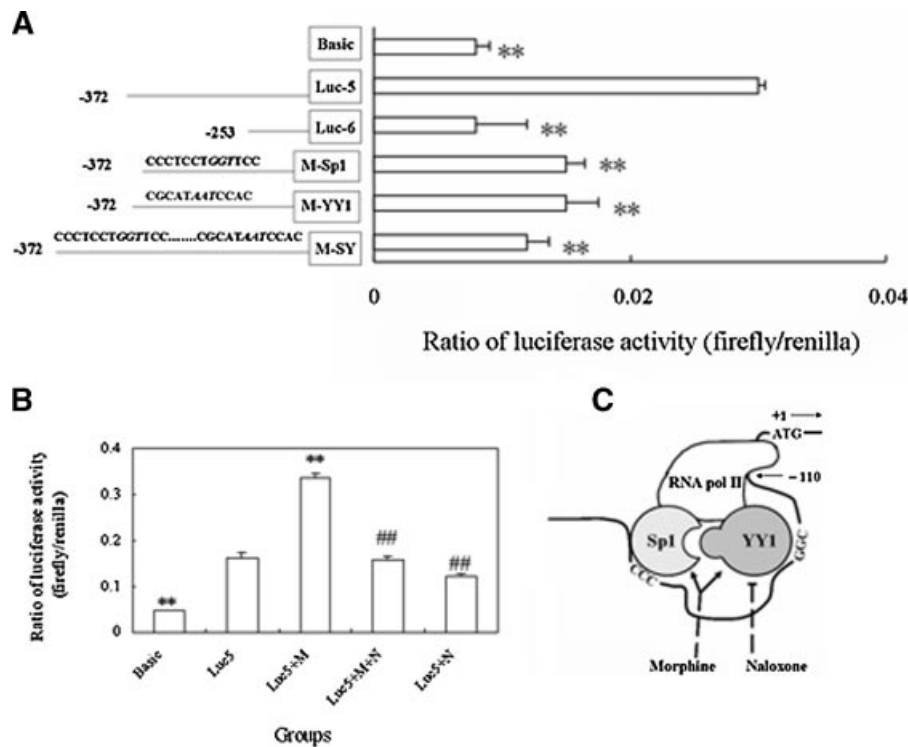 A
Basic
**
-372
Luc-5
-253
Luc-6
**
-372
CCCTCCTGGTTCC
M-Sp1
**
-372
CGCATAATCCAC
M-YY1
**
-372
CCCTCCTGGTTCC........CGCATAATCCAC
M-SY
**
0 0.02 0.04
Ratio of luciferase activity (firefly/renilla)
B
Ratio of luciferase activity
(firefly/renilla)
0.4
0.3
0.2
0.1
0
**
**
##
##
Basic
Luc5
Luc5+M
Luc5+M+N
Luc5+N
Groups
C
+1
ATG
RNA pol II
-110
Sp1
YY1
CCC
GGC
Morphine
Naloxone